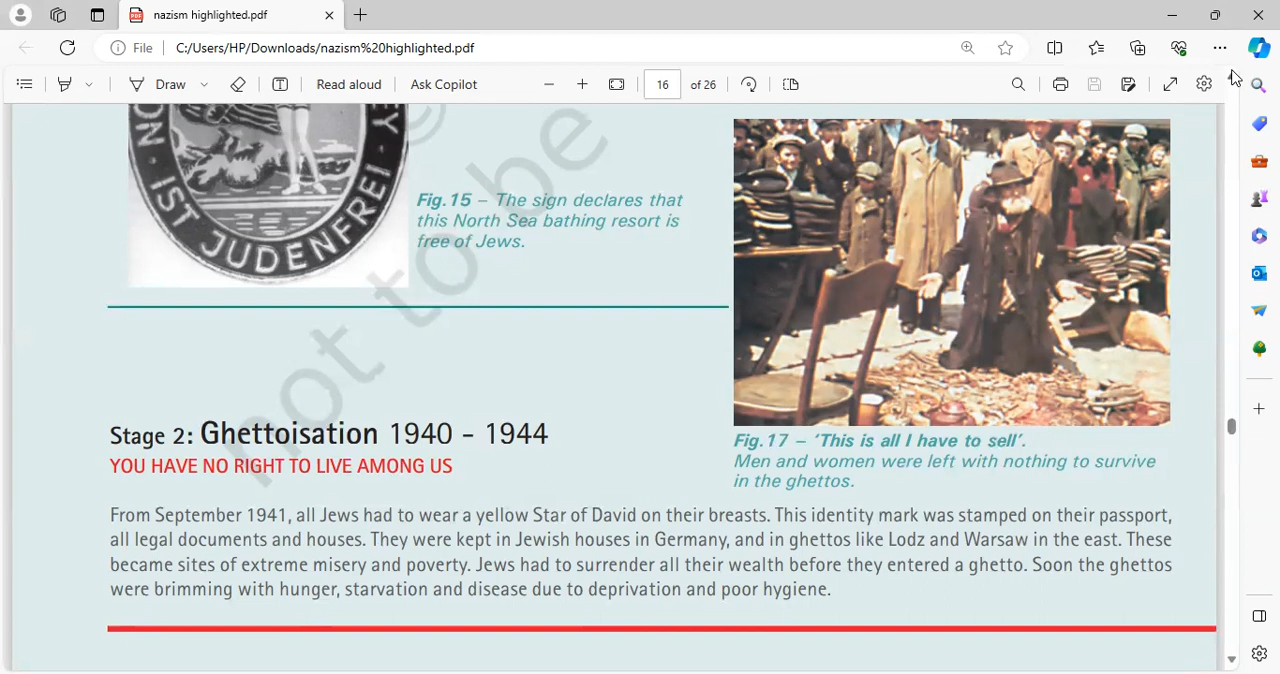 nazism highlighted.pdf
File
C:/Users/HP/Downloads/nazism%20highlighted.pdf
Draw
Read aloud
Ask Copilot
16
of 26
ON · IST JUDENFREI · EY
Fig.15 – The sign declares that
this North Sea bathing resort is
free of Jews.
not to be
Stage 2: Ghettoisation 1940 - 1944
YOU HAVE NO RIGHT TO LIVE AMONG US
Fig.17 – ‘This is all I have to sell’.
Men and women were left with nothing to survive
in the ghettos.
From September 1941, all Jews had to wear a yellow Star of David on their breasts. This identity mark was stamped on their passport,
all legal documents and houses. They were kept in Jewish houses in Germany, and in ghettos like Lodz and Warsaw in the east. These
became sites of extreme misery and poverty. Jews had to surrender all their wealth before they entered a ghetto. Soon the ghettos
were brimming with hunger, starvation and disease due to deprivation and poor hygiene.